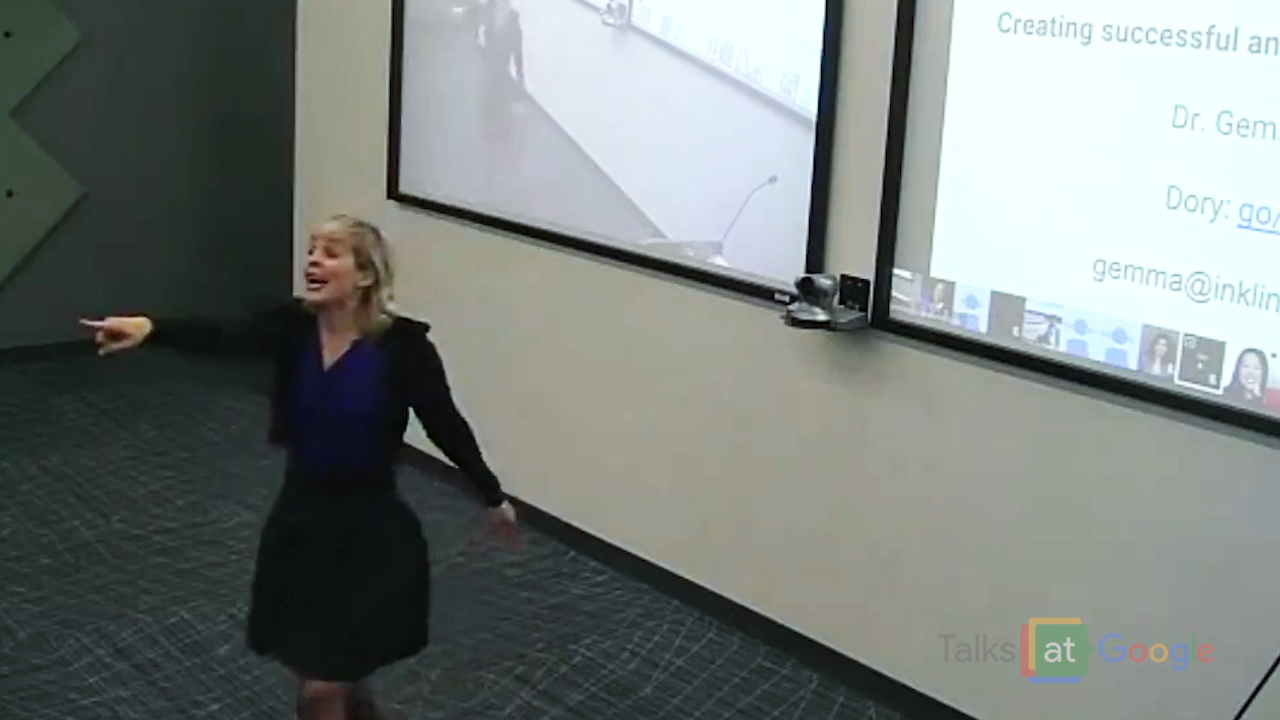 Creating successful an
Dr. Gem
Dory: go/
gemma@inklin
Talks at Google